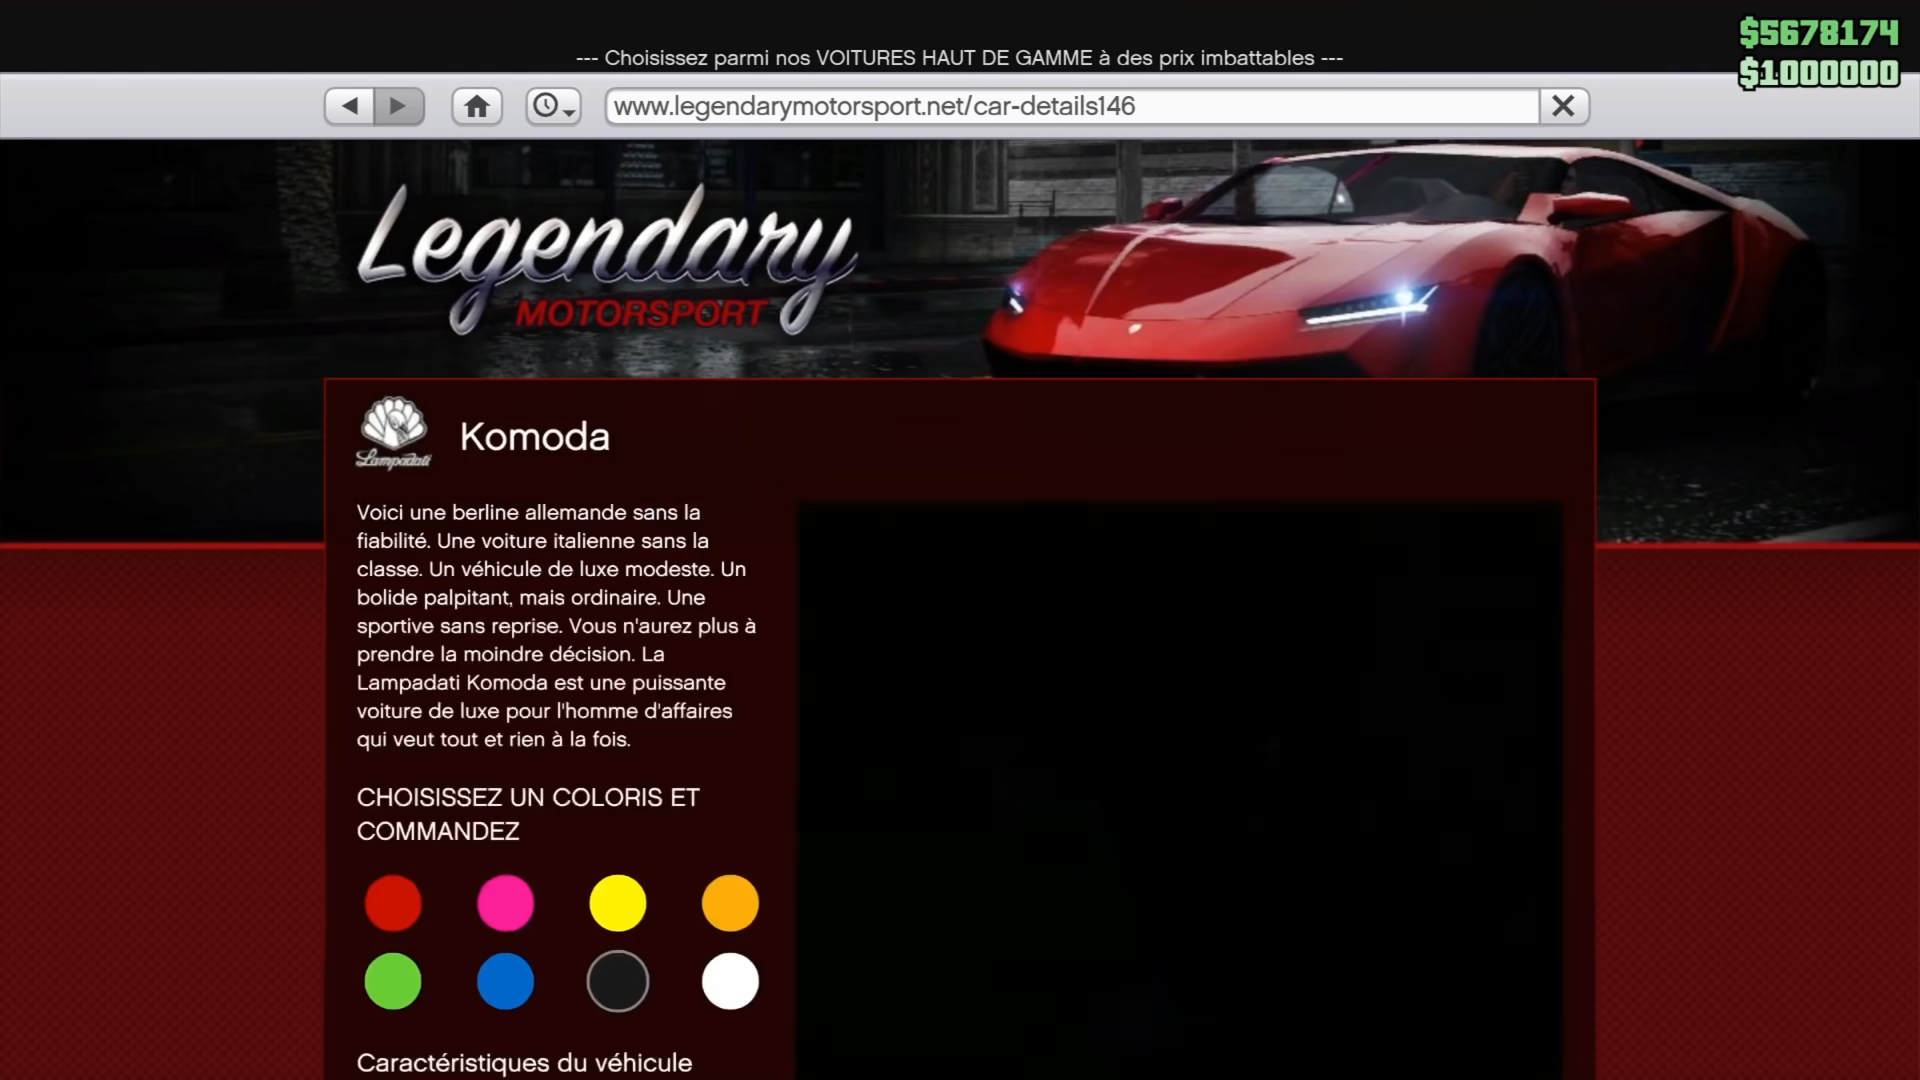 --- Choisissez parmi nos VOITURES HAUT DE GAMME à des prix imbattables ---
$5678174
$1000000
www.legendarymotorsport.net/car-details146
Legendary
MOTORSPORT
Lampadati
Komoda
Voici une berline allemande sans la
fiabilité. Une voiture italienne sans la
classe. Un véhicule de luxe modeste. Un
bolide palpitant, mais ordinaire. Une
sportive sans reprise. Vous n'aurez plus à
prendre la moindre décision. La
Lampadati Komoda est une puissante
voiture de luxe pour l'homme d'affaires
qui veut tout et rien à la fois.
CHOISISSEZ UN COLORIS ET
COMMANDEZ
Caractéristiques du véhicule